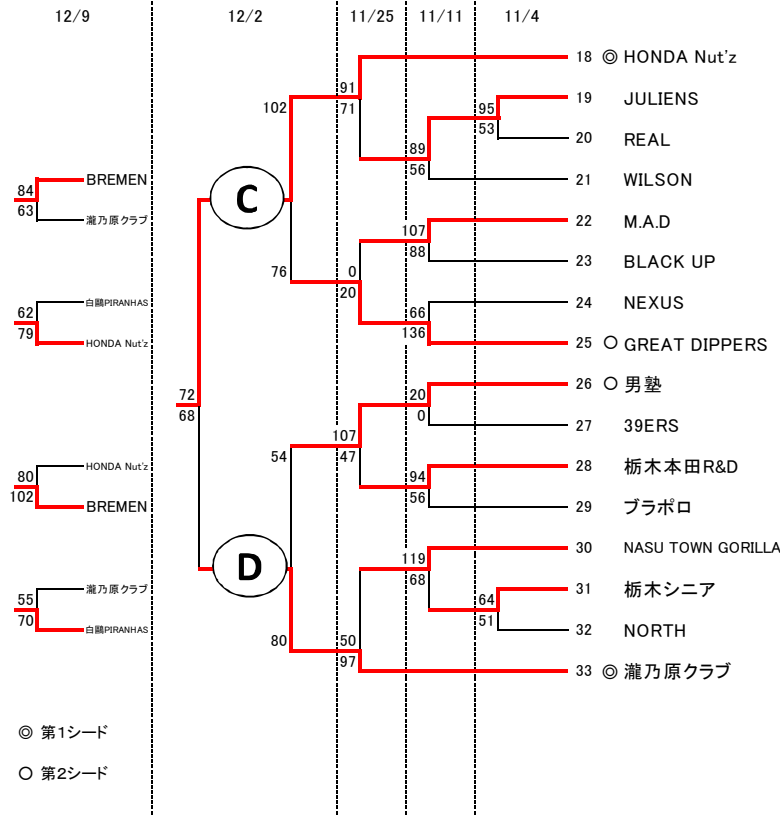 12/9 12/2 11/25 11/11 11/4
18 ◎ HONDA Nut'z
91
102 71 95 19 JULIENS
53 20 REAL
89
56 21 WILSON
84 BREMEN
63 瀧乃原クラブ
C
107 22 M.A.D
88 23 BLACK UP
76 0
20
62 白鷗PIRANHAS
79 HONDA Nut'z
66 24 NEXUS
136 25 ○ GREAT DIPPERS
72
68
20 26 ○ 男塾
0 27 39ERS
54 107
47
80 HONDA Nut'z
102 BREMEN
94 28 栃木本田R&D
56 29 ブラポロ
D
119 30 NASU TOWN GORILLA
68
55 瀧乃原クラブ
70 白鷗PIRANHAS
64 31 栃木シニア
51 32 NORTH
80 50
97 33 ◎ 瀧乃原クラブ
◎ 第1シード
○ 第2シード